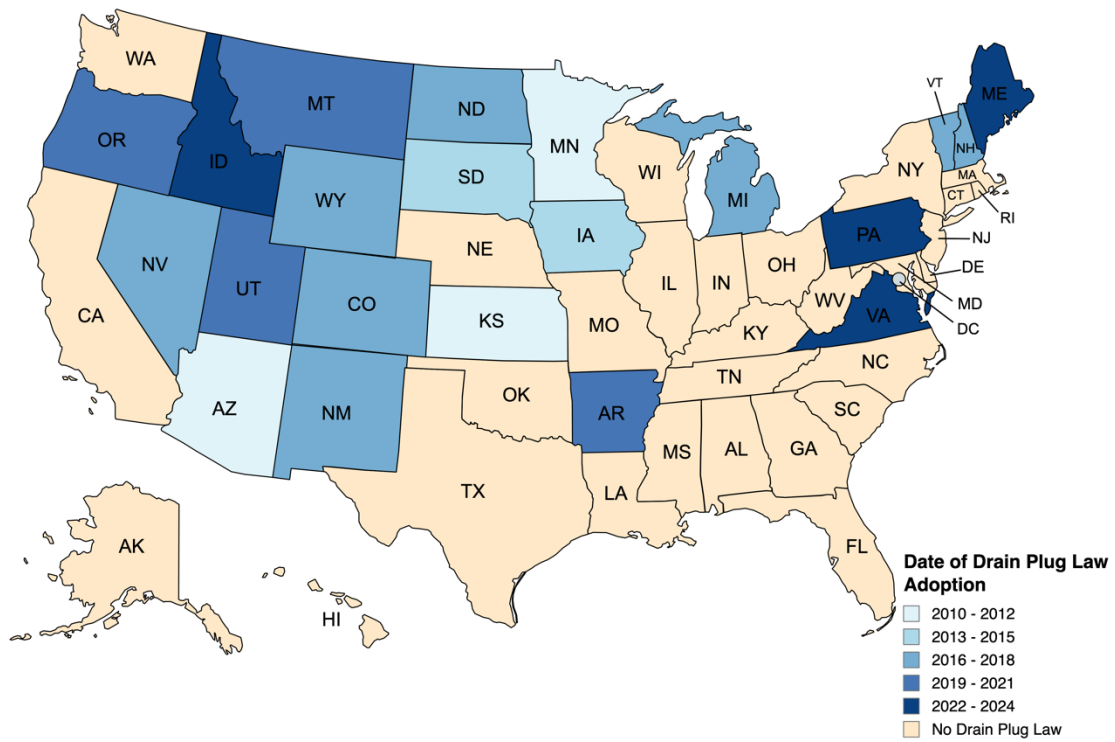 WA
MT
ND
MN
VT
ME
OR
ID
SD
WI
NH
NY
MA
WY
MI
CT
RI
IA
PA
NJ
NE
NV
UT
CO
IL
IN
OH
DE
MD
CA
KS
MO
WV
VA
DC
KY
AZ
NM
OK
AR
TN
NC
SC
MS
AL
GA
TX
LA
AK
FL
HI
Date of Drain Plug Law
Adoption
2010 - 2012
2013 - 2015
2016 - 2018
2019 - 2021
2022 - 2024
No Drain Plug Law